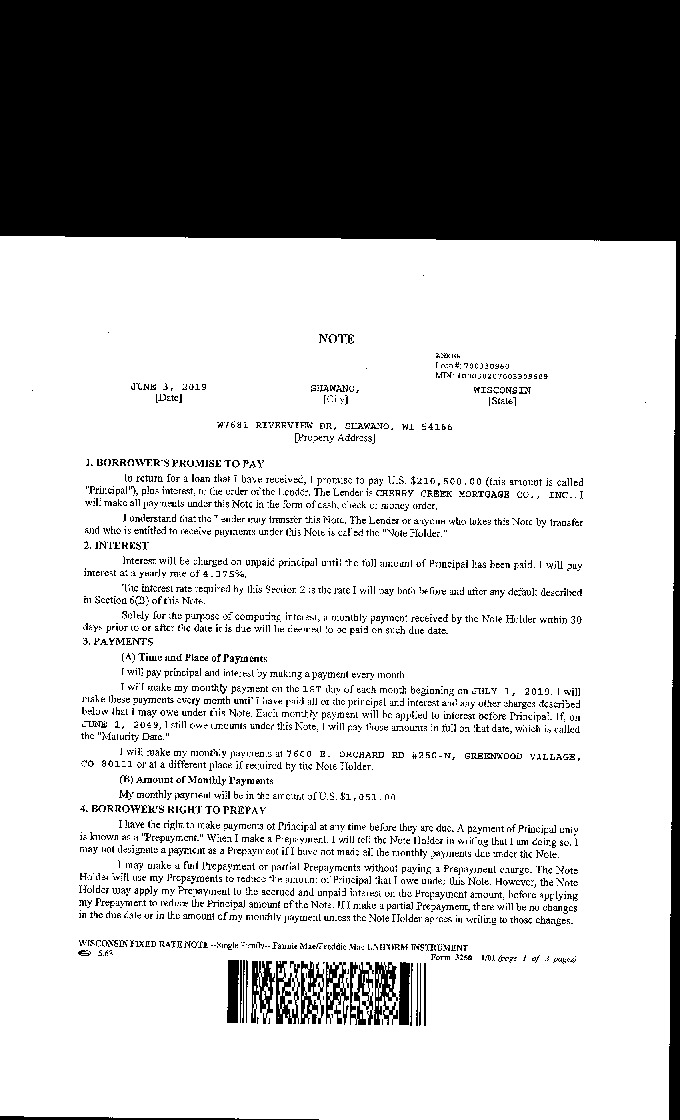 NOTE
Loan #: 700030960
JUNE 3, 2019 SHAWANO, WISCONSIN
[Date] [City] [State]
W7681 RIVERVIEW DR, SHAWANO, WI 54166
[Property Address]
1. BORROWER'S PROMISE TO PAY
In return for a loan that I have received, I promise to pay U.S. $210,500.00 (this amount is called
"Principal"), plus interest, to the order of the Lender. The Lender is CHERRY CREEK MORTGAGE CO., INC.. I
will make all payments under this Note in the form of cash, check or money order.
I understand that the Lender may transfer this Note. The Lender or anyone who takes this Note by transfer
and who is entitled to receive payments under this Note is called the "Note Holder."
2. INTEREST
Interest will be charged on unpaid principal until the full amount of Principal has been paid. I will pay
interest at a yearly rate of 4.375%.
The interest rate required by this Section 2 is the rate I will pay both before and after any default described
in Section 6(B) of this Note.
Solely for the purpose of computing interest, a monthly payment received by the Note Holder within 30
days prior to or after the date it is due will be deemed to be paid on such due date.
3. PAYMENTS
(A) Time and Place of Payments
I will pay principal and interest by making a payment every month
I will make my monthly payment on the 1ST day of each month beginning on JULY 1, 2019. I will
make these payments every month until I have paid all of the principal and interest and any other charges described
below that I may owe under this Note. Each monthly payment will be applied to interest before Principal. If, on
JUNE 1, 2049, I still owe amounts under this Note, I will pay those amounts in full on that date, which is called
the "Maturity Date."
I will make my monthly payments at 7600 E. ORCHARD RD #250-N, GREENWOOD VILLAGE,
CO 80111 or at a different place if required by the Note Holder.
(B) Amount of Monthly Payments
My monthly payment will be in the amount of U.S. $1,051.00
4. BORROWER'S RIGHT TO PREPAY
I have the right to make payments of Principal at any time before they are due. A payment of Principal only
is known as a "Prepayment." When I make a Prepayment, I will tell the Note Holder in writing that I am doing so. I
may not designate a payment as a Prepayment if I have not made all the monthly payments due under the Note.
I may make a full Prepayment or partial Prepayments without paying a Prepayment charge. The Note
Holder will use my Prepayments to reduce the amount of Principal that I owe under this Note. However, the Note
Holder may apply my Prepayment to the accrued and unpaid interest on the Prepayment amount, before applying
my Prepayment to reduce the Principal amount of the Note. If I make a partial Prepayment, there will be no changes
in the due date or in the amount of my monthly payment unless the Note Holder agrees in writing to those changes.
WISCONSIN FIXED RATE NOTE --Single Family-- Fannie Mae/Freddie Mac UNIFORM INSTRUMENT
Form 3250 1/01 (page 1 of 3 pages)